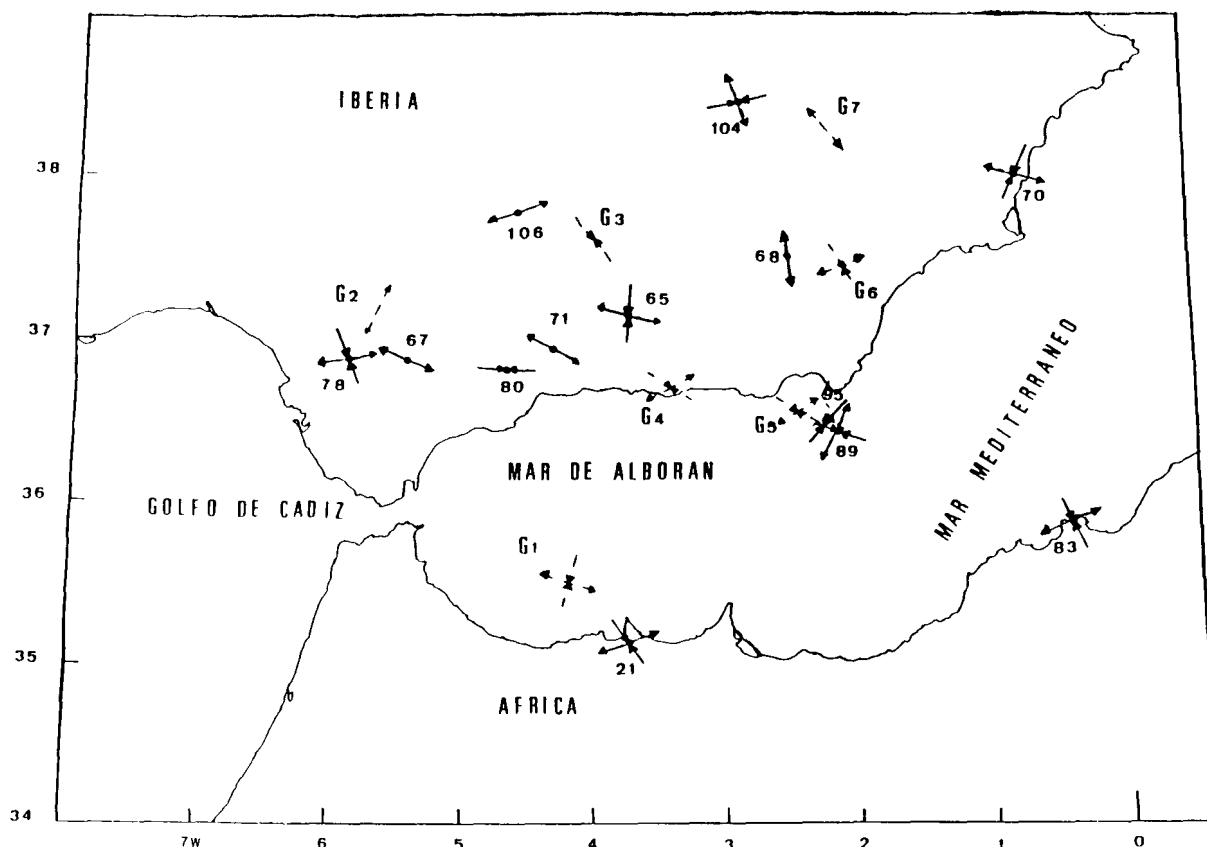 IBERIA
104
G7
38
70
106
G3
68
G6
G2
65
71
37
67
78
80
G4
95
G5
89
MAR DE ALBORAN
MAR MEDITERRANEO
36
GOLFO DE CADIZ
83
G1
35
21
AFRICA
34
7W 6 5 4 3 2 1 0